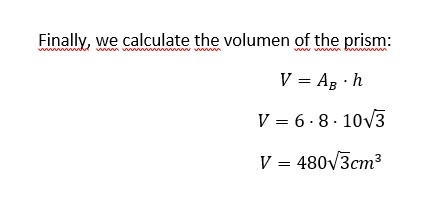 Finally, we calculate the volumen of the prism:
V = A_B · h
V = 6 · 8 · 10√3
V = 480√3cm³